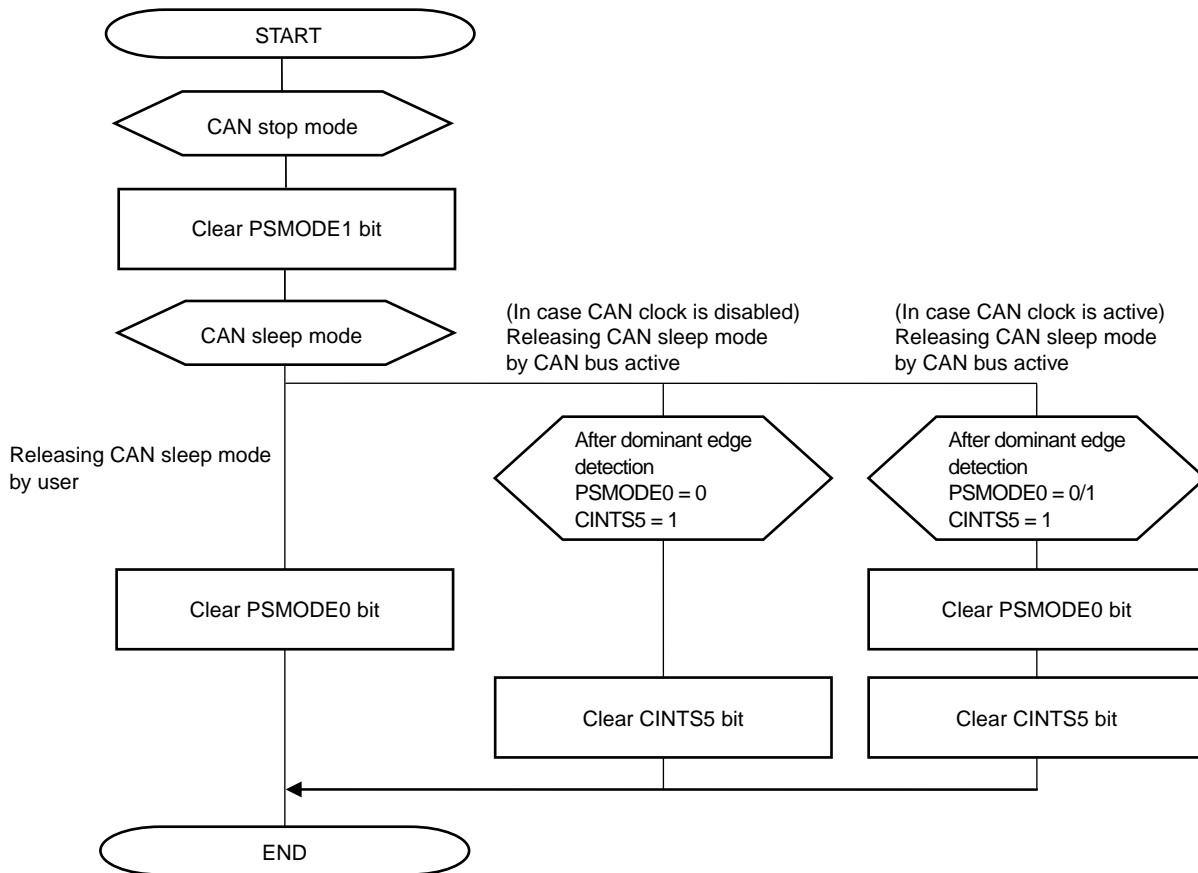 START
CAN stop mode
Clear PSMODE1 bit
CAN sleep mode
(In case CAN clock is disabled)
Releasing CAN sleep mode
by CAN bus active
(In case CAN clock is active)
Releasing CAN sleep mode
by CAN bus active
Releasing CAN sleep mode
by user
After dominant edge
detection
PSMODE0 = 0
CINTS5 = 1
After dominant edge
detection
PSMODE0 = 0/1
CINTS5 = 1
Clear PSMODE0 bit
Clear PSMODE0 bit
Clear CINTS5 bit
Clear CINTS5 bit
END